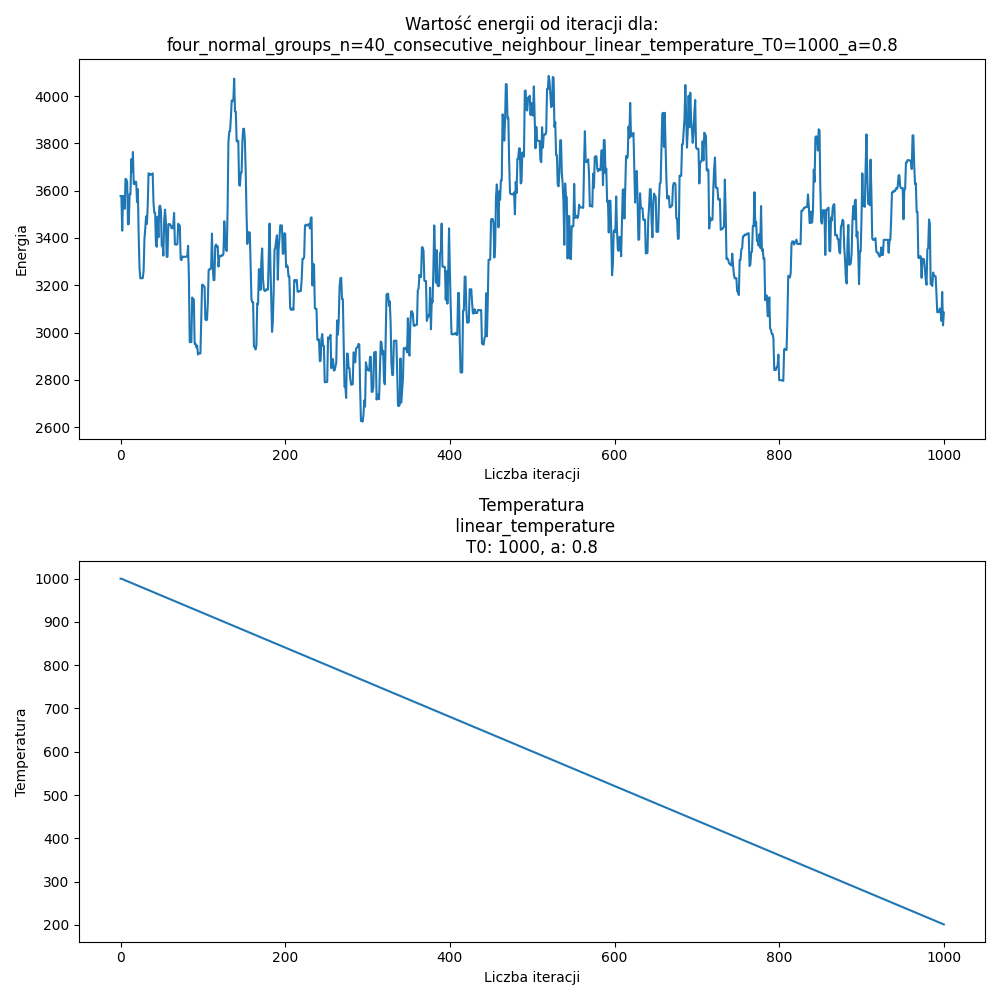 Wartość energii od iteracji dla:
four_normal_groups_n=40_consecutive_neighbour_linear_temperature_T0=1000_a=0.8
Energia
4000
3800
3600
3400
3200
3000
2800
2600
0 200 400 600 800 1000
Liczba iteracji
Temperatura
linear_temperature
T0: 1000, a: 0.8
Temperatura
1000
900
800
700
600
500
400
300
200
0 200 400 600 800 1000
Liczba iteracji